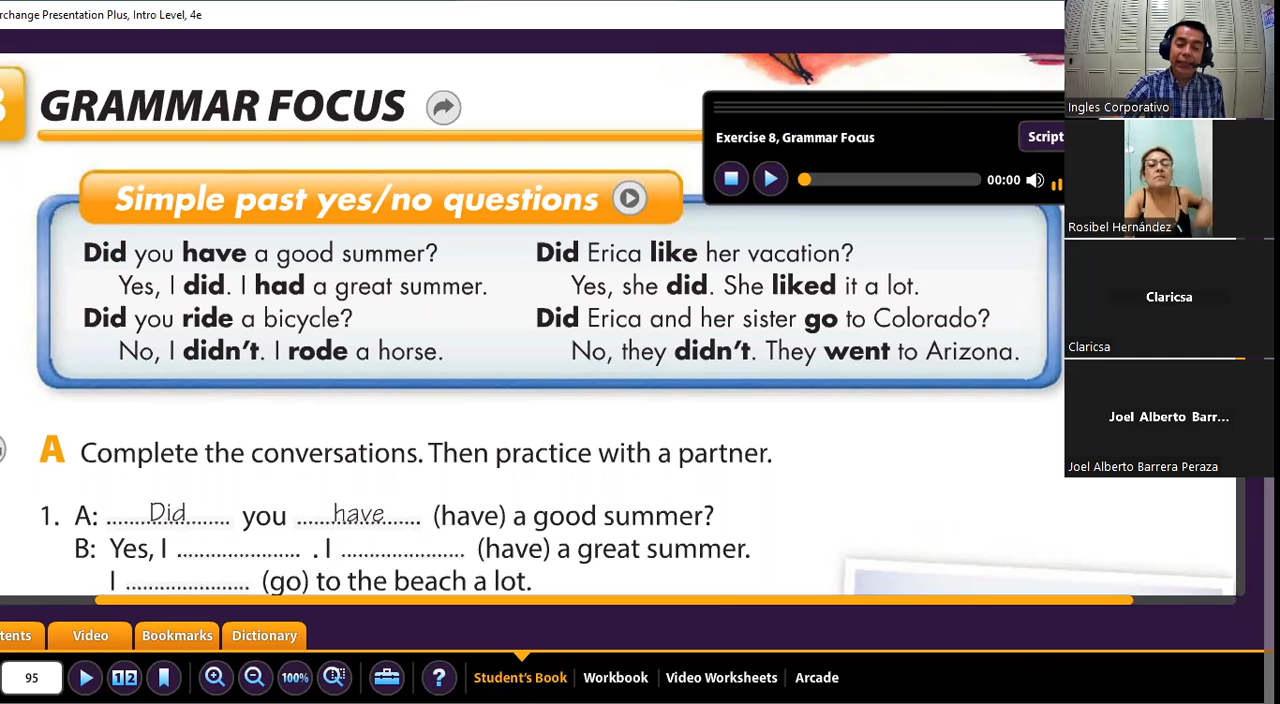 rchange Presentation Plus, Intro Level, 4e
GRAMMAR FOCUS
Exercise 8, Grammar Focus
Script
00:00
Simple past yes/no questions
Did you have a good summer?
Yes, I did. I had a great summer.
Did you ride a bicycle?
No, I didn't. I rode a horse.
Did Erica like her vacation?
Yes, she did. She liked it a lot.
Did Erica and her sister go to Colorado?
No, they didn't. They went to Arizona.
A Complete the conversations. Then practice with a partner.
1. A: ......Did...... you ......have...... (have) a good summer?
B: Yes, I ...................... . I ...................... (have) a great summer.
I ...................... (go) to the beach a lot.
Ingles Corporativo
Rosibel Hernández
Claricsa
Claricsa
Joel Alberto Barr...
Joel Alberto Barrera Peraza
tents Video Bookmarks Dictionary
95 1 2 100% ? Student's Book Workbook Video Worksheets Arcade